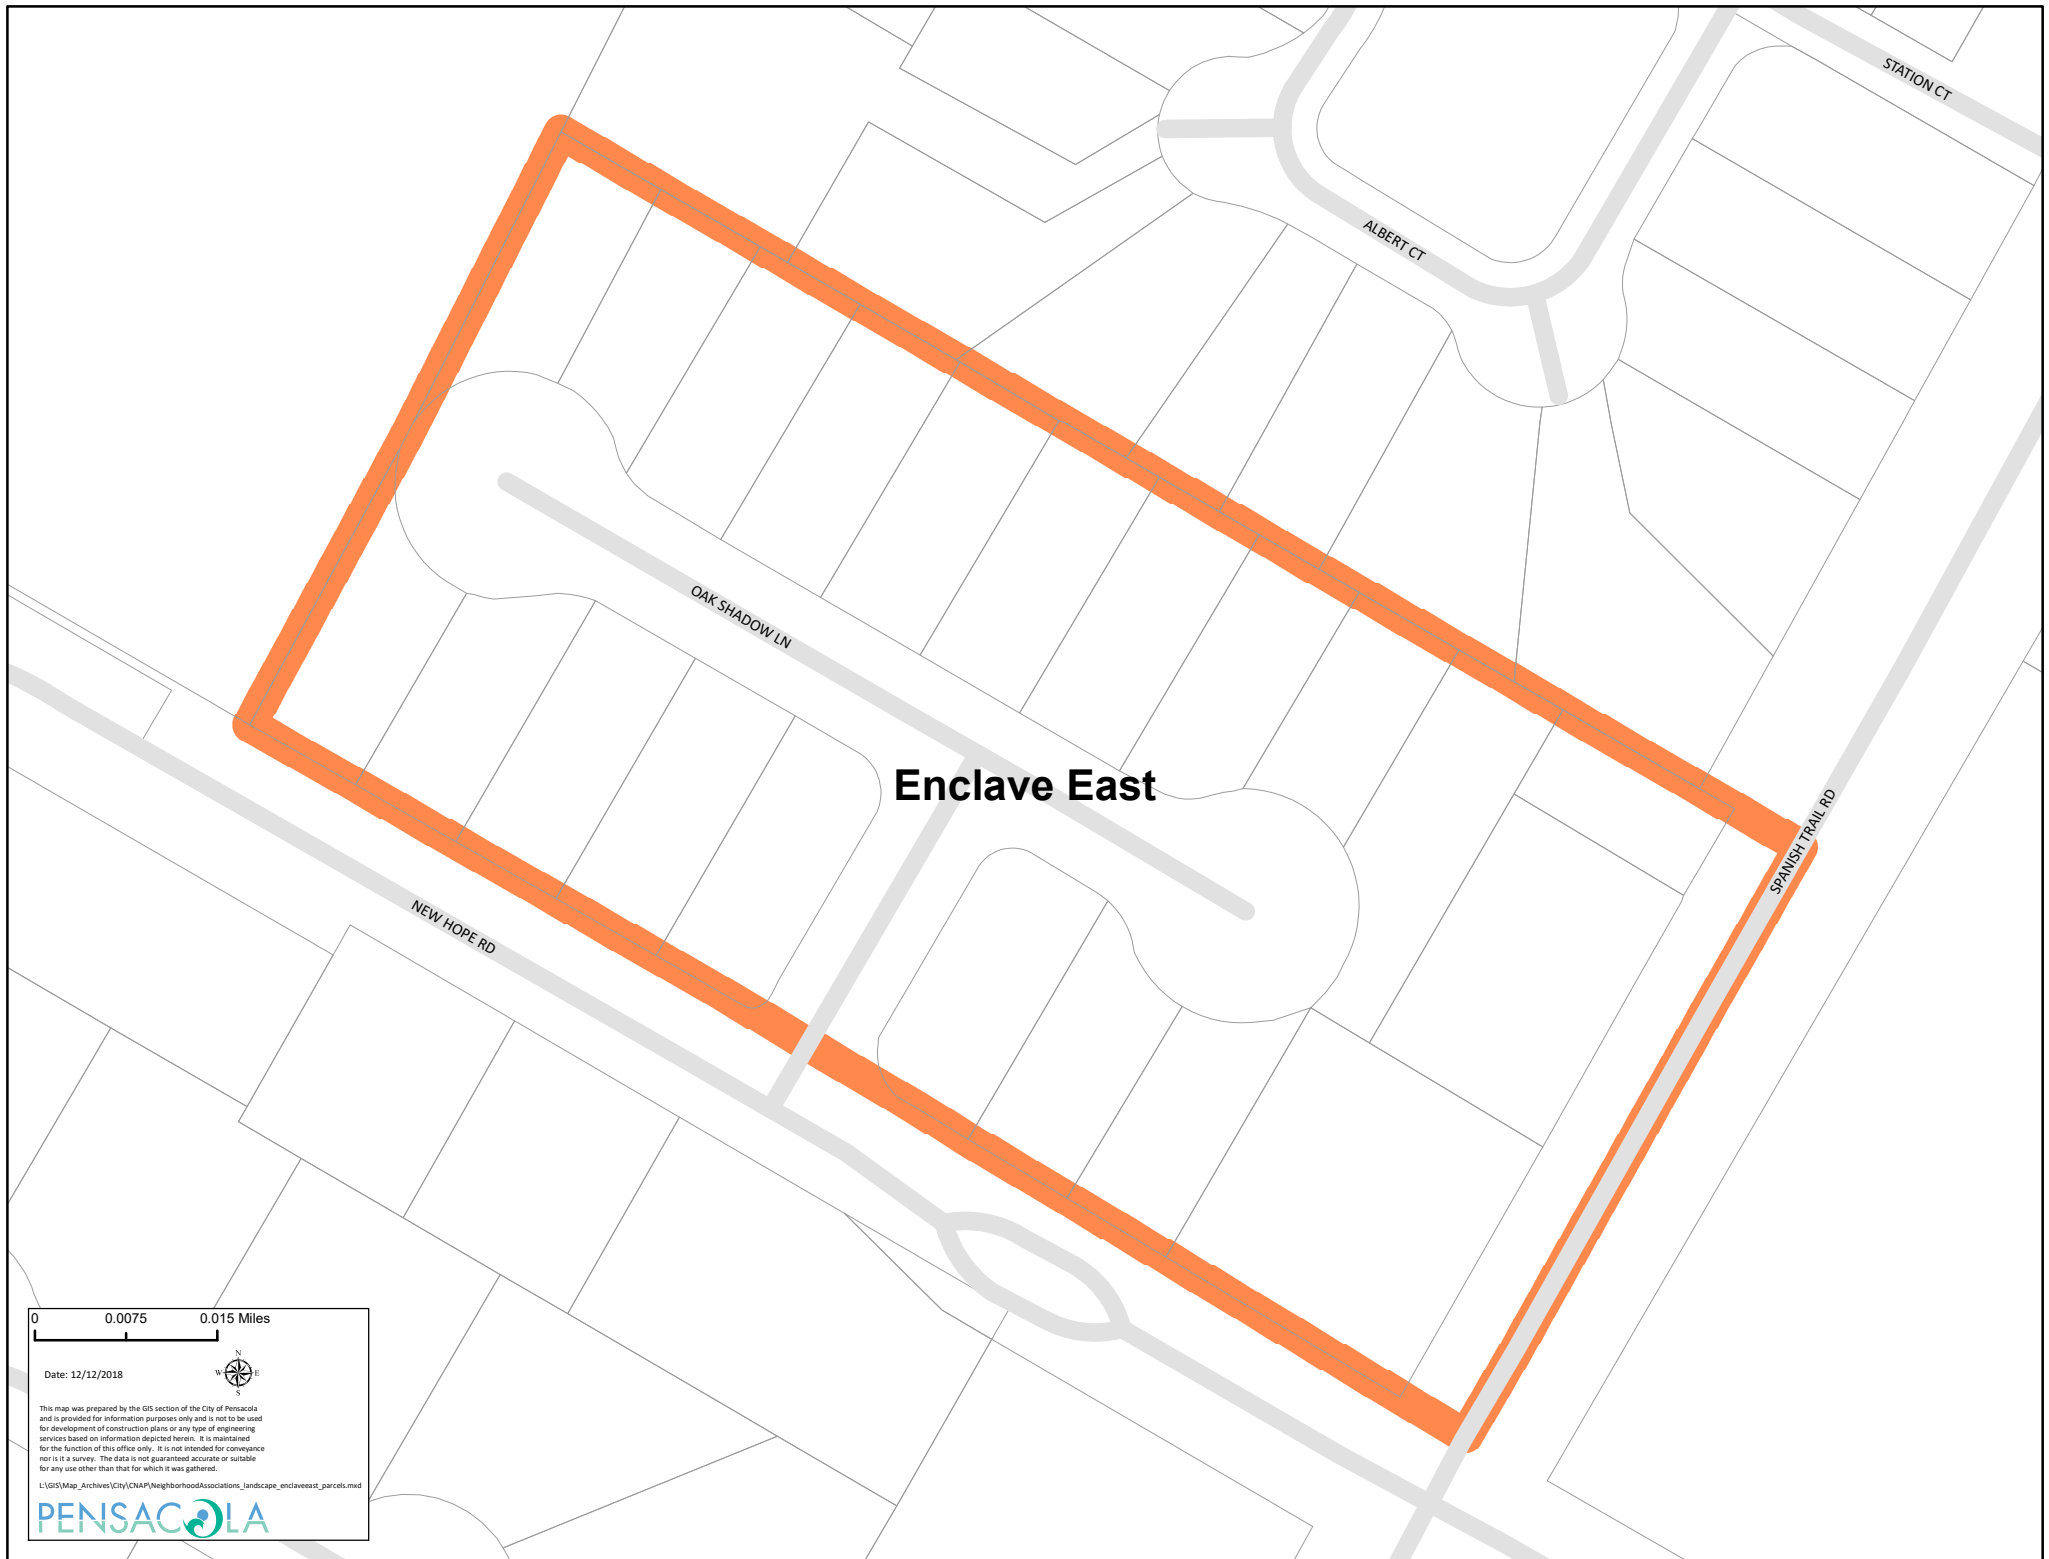 STATION CT
ALBERT CT
OAK SHADOW LN
Enclave East
SPANISH TRAIL RD
NEW HOPE RD
0 0.0075 0.015 Miles
N
W E
S
Date: 12/12/2018
This map was prepared by the GIS section of the City of Pensacola
and is provided for information purposes only and is not to be used
for development of construction plans or any type of engineering
services based on information depicted herein. It is maintained
for the function of this office only. It is not intended for conveyance
nor is it a survey. The data is not guaranteed accurate or suitable
for any use other than that for which it was gathered.
L:\GIS\Map_Archives\City\CNAP\NeighborhoodAssociations_landscape_enclaveeast_parcels.mxd
PENSACOLA